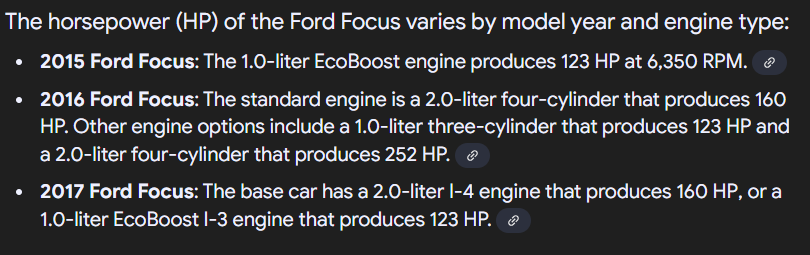 The horsepower (HP) of the Ford Focus varies by model year and engine type:
• 2015 Ford Focus: The 1.0-liter EcoBoost engine produces 123 HP at 6,350 RPM.
• 2016 Ford Focus: The standard engine is a 2.0-liter four-cylinder that produces 160
HP. Other engine options include a 1.0-liter three-cylinder that produces 123 HP and
a 2.0-liter four-cylinder that produces 252 HP.
• 2017 Ford Focus: The base car has a 2.0-liter I-4 engine that produces 160 HP, or a
1.0-liter EcoBoost I-3 engine that produces 123 HP.